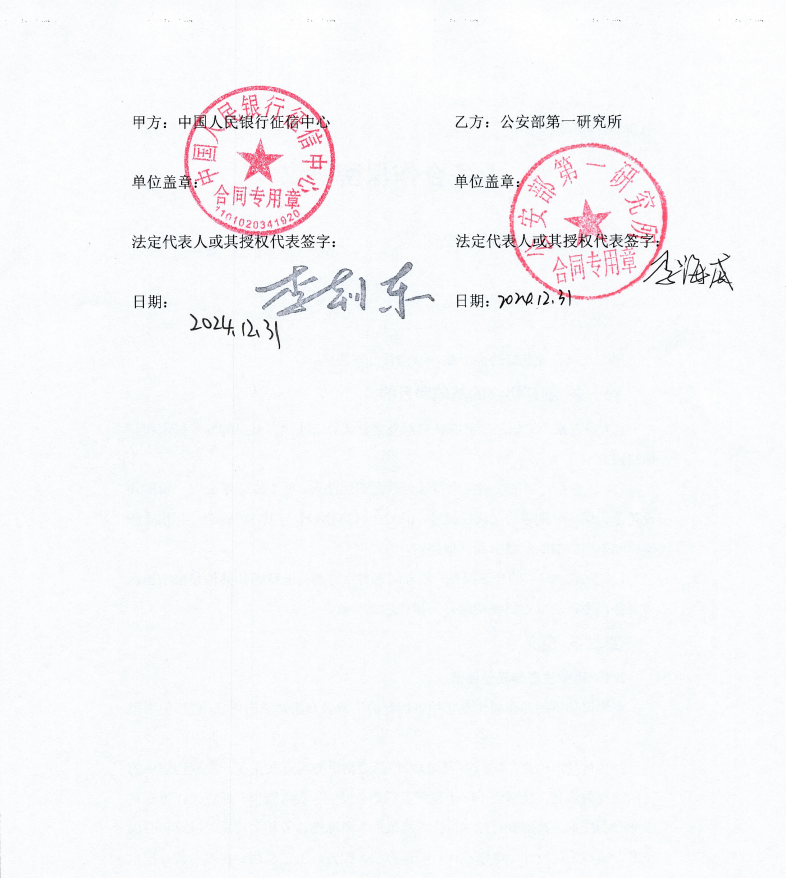 甲方：中国人民银行征信中心
单位盖章：
中国人民银行征信中心
合同专用章
1101020341920
法定代表人或其授权代表签字：
日期：
2024.12.31
乙方：公安部第一研究所
单位盖章：
公安部第一研究所
合同专用章
法定代表人或其授权代表签字：
李海威
日期：2024.12.31